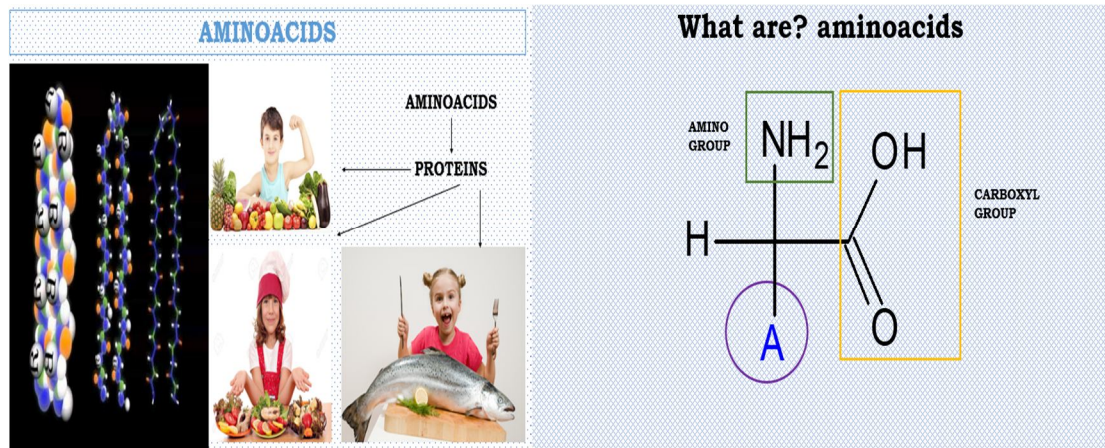 AMINOACIDS
AMINOACIDS
PROTEINS
What are? aminoacids
AMINO
GROUP
NH2
OH
CARBOXYL
GROUP
H
A
O